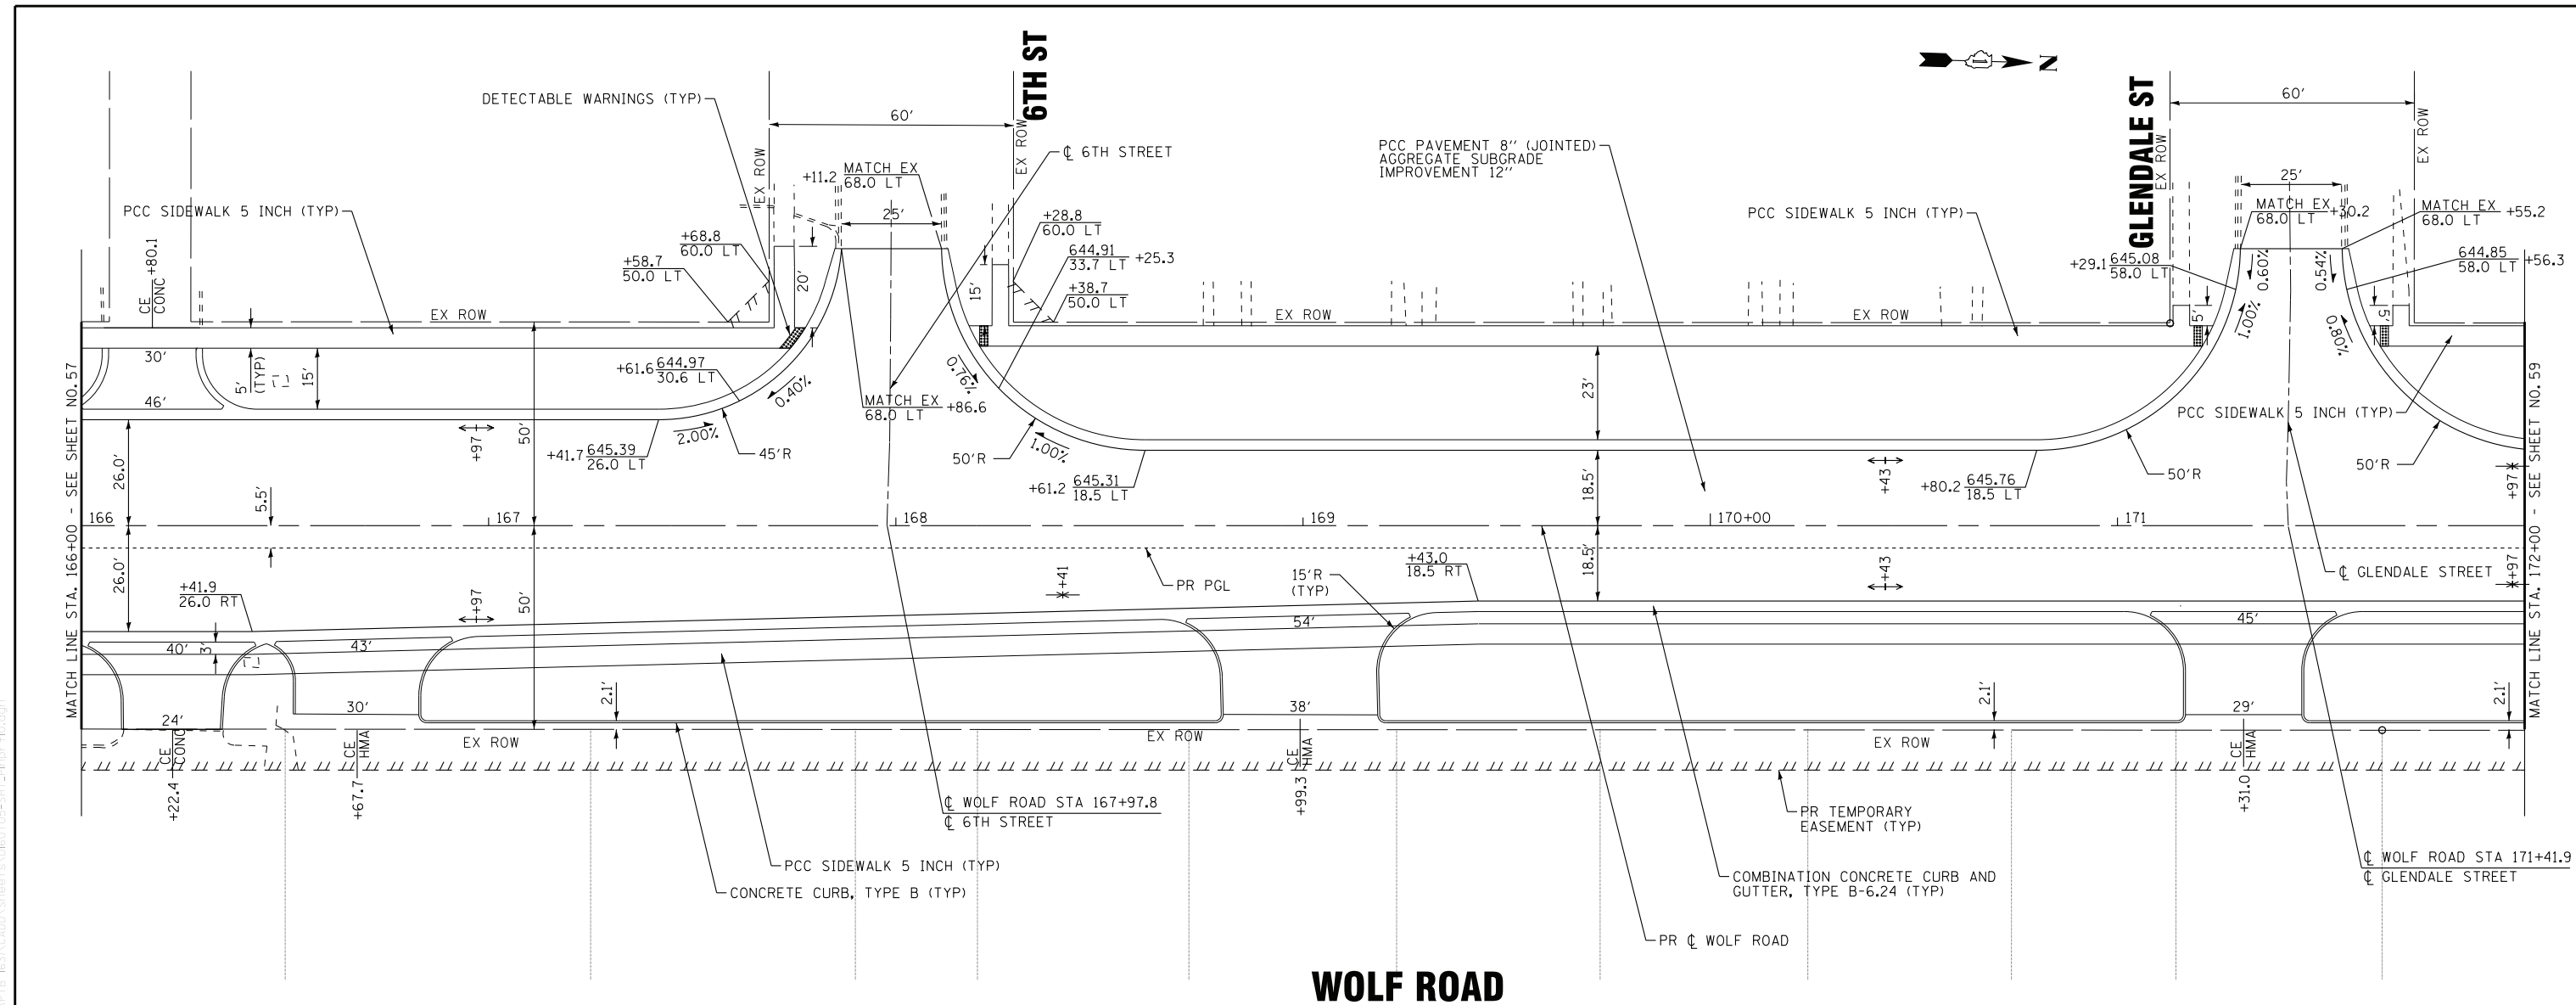 6TH ST
GLENDALE ST
N
DETECTABLE WARNINGS (TYP)
60'
60'
EX ROW
EX ROW
EX ROW
EX ROW
℄ 6TH STREET
PCC PAVEMENT 8'' (JOINTED)
AGGREGATE SUBGRADE
IMPROVEMENT 12''
+11.2 MATCH EX
68.0 LT
25'
25'
PCC SIDEWALK 5 INCH (TYP)
PCC SIDEWALK 5 INCH (TYP)
CE
CONC +80.1
+68.8
60.0 LT
+58.7
50.0 LT
20'
15'
+28.8
60.0 LT
644.91
33.7 LT +25.3
+38.7
50.0 LT
MATCH EX +30.2
68.0 LT
MATCH EX +55.2
68.0 LT
+29.1 645.08
58.0 LT
644.85 +56.3
58.0 LT
0.60%
0.54%
1.00%
0.80%
5'
5'
EX ROW
EX ROW
EX ROW
30'
46'
5'
(TYP)
15'
+61.6 644.97
30.6 LT
0.40%
0.76%
MATCH EX +86.6
68.0 LT
23'
PCC SIDEWALK 5 INCH (TYP)
+97
50'
2.00%
45'R
+41.7 645.39
26.0 LT
50'R
1.00%
+61.2 645.31
18.5 LT
+43
+80.2 645.76
18.5 LT
50'R
50'R
+97
26.0'
5.5'
18.5'
MATCH LINE STA. 166+00 - SEE SHEET NO. 57
MATCH LINE STA. 172+00 - SEE SHEET NO. 59
166
167
168
169
170+00
171
26.0'
+41.9
26.0 RT
+97
50'
+41
PR PGL
15'R
(TYP)
+43.0
18.5 RT
18.5'
+43
℄ GLENDALE STREET
+97
40'
3'
43'
54'
45'
24'
30'
2.1'
38'
2.1'
29'
2.1'
CE
CONC
+22.4
CE
HMA
+67.7
EX ROW
EX ROW
CE
HMA
+99.3
EX ROW
CE
HMA
+31.0
℄ WOLF ROAD STA 167+97.8
℄ 6TH STREET
PR TEMPORARY
EASEMENT (TYP)
PCC SIDEWALK 5 INCH (TYP)
CONCRETE CURB, TYPE B (TYP)
COMBINATION CONCRETE CURB AND
GUTTER, TYPE B-6.24 (TYP)
℄ WOLF ROAD STA 171+41.9
℄ GLENDALE STREET
PR ℄ WOLF ROAD
WOLF ROAD